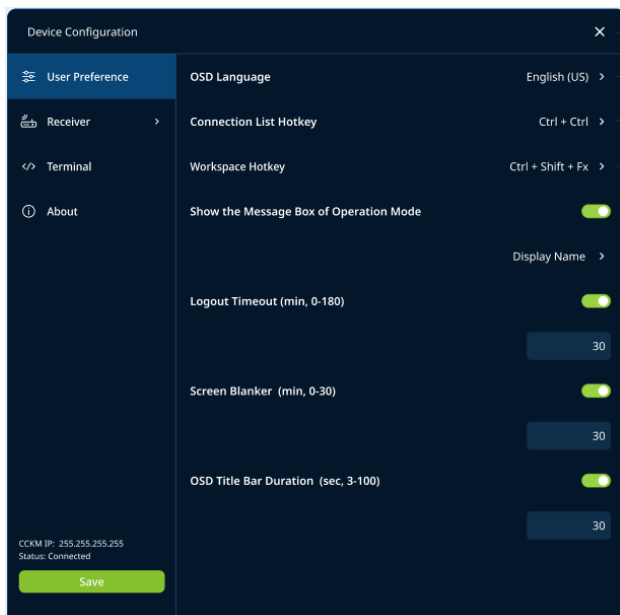 Device Configuration
User Preference
Receiver
Terminal
About
CCKM IP: 255.255.255.255
Status: Connected
Save
OSD Language English (US)
Connection List Hotkey Ctrl + Ctrl
Workspace Hotkey Ctrl + Shift + Fx
Show the Message Box of Operation Mode
Display Name
Logout Timeout (min, 0-180)
30
Screen Blanker (min, 0-30)
30
OSD Title Bar Duration (sec, 3-100)
30